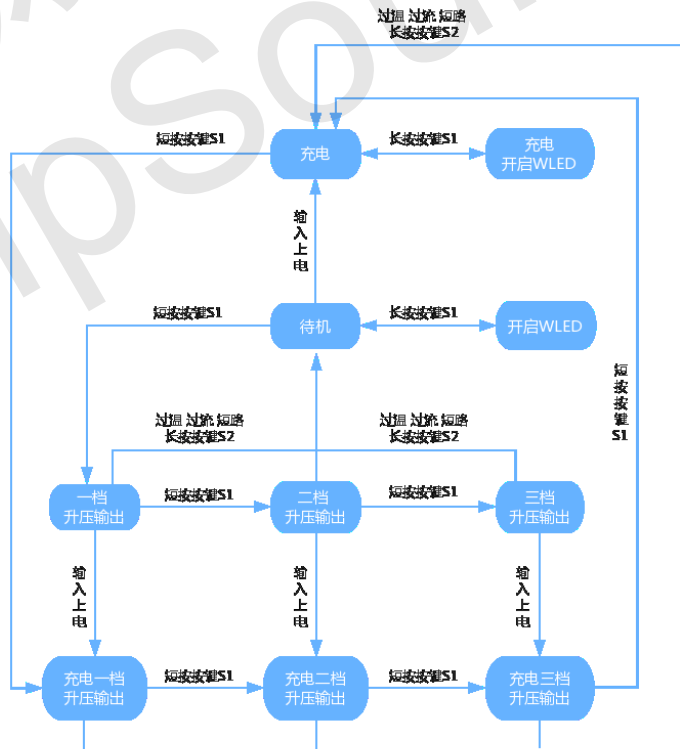 过温 过流 短路
长按按键S2
短按按键S1
充电
长按按键S1
充电
开启WLED
输
入
上
电
短按按键S1
待机
长按按键S1
开启WLED
短
按
按
键
S1
过温 过流 短路
长按按键S2
过温 过流 短路
长按按键S2
一档
升压输出
短按按键S1
二档
升压输出
短按按键S1
三档
升压输出
输
入
上
电
输
入
上
电
输
入
上
电
充电一档
升压输出
短按按键S1
充电二档
升压输出
短按按键S1
充电三档
升压输出